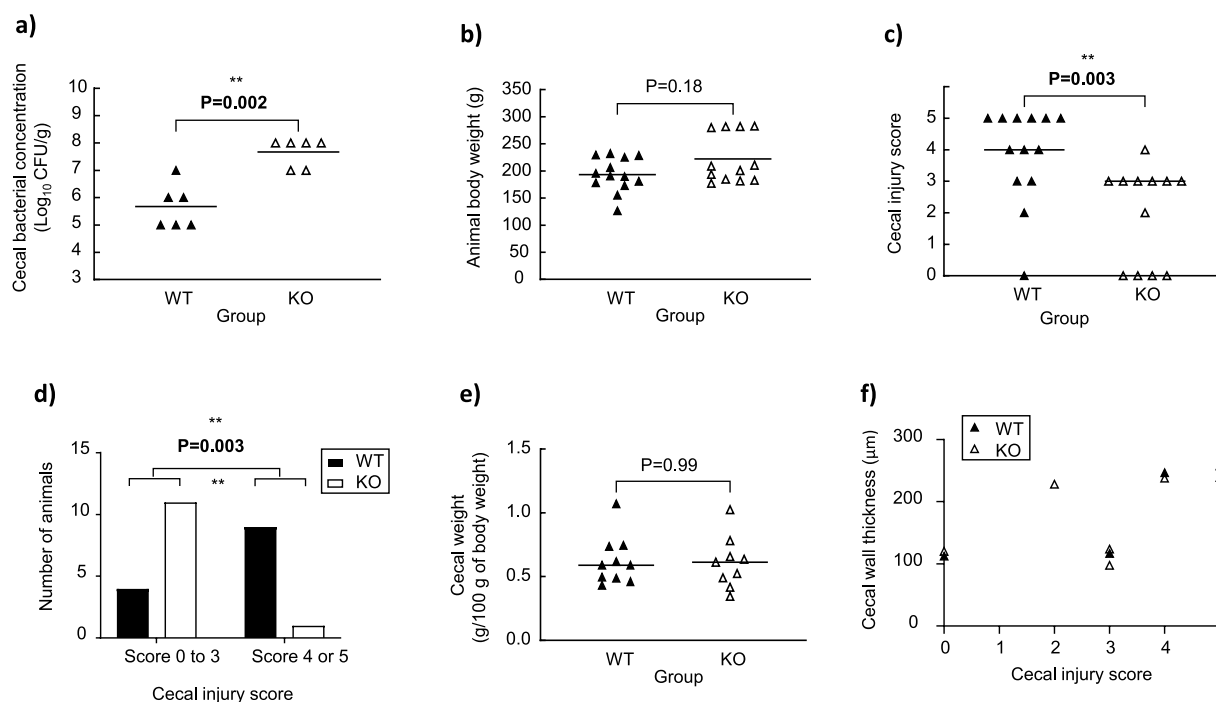 a)
**
P=0.002
Cecal bacterial concentration
(Log10 CFU/g)
10
9
8
7
6
5
4
3
WT
KO
Group
b)
P=0.18
Animal body weight (g)
350
300
250
200
150
100
50
0
WT
KO
Group
c)
**
P=0.003
Cecal injury score
5
4
3
2
1
0
WT
KO
Group
d)
**
P=0.003
**
Number of animals
15
10
5
0
WT
KO
Score 0 to 3
Score 4 or 5
Cecal injury score
e)
P=0.99
Cecal weight
(g/100 g of body weight)
1.5
1.0
0.5
0.0
WT
KO
Group
f)
WT
KO
Cecal wall thickness (µm)
300
200
100
0
0
1
2
3
4
Cecal injury score